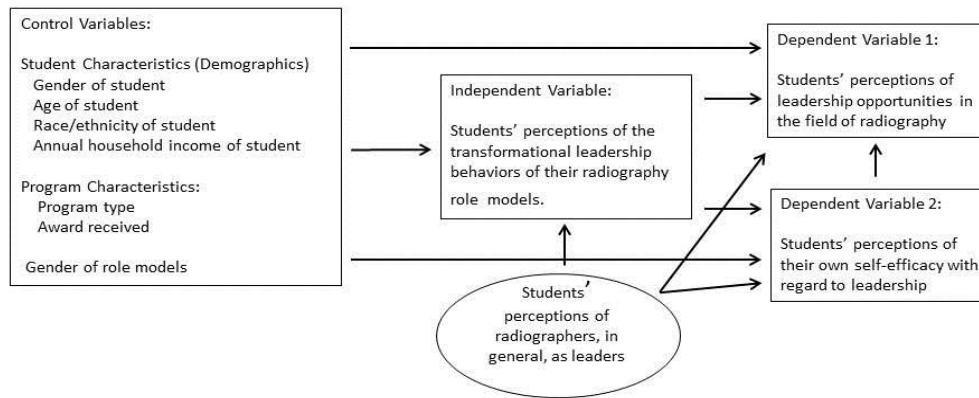 Control Variables:
Student Characteristics (Demographics)
Gender of student
Age of student
Race/ethnicity of student
Annual household income of student
Program Characteristics:
Program type
Award received
Gender of role models
Independent Variable:
Students' perceptions of the
transformational leadership
behaviors of their radiography
role models.
Students'
perceptions of
radiographers, in
general, as leaders
Dependent Variable 1:
Students' perceptions of
leadership opportunities in
the field of radiography
Dependent Variable 2:
Students' perceptions of
their own self-efficacy with
regard to leadership